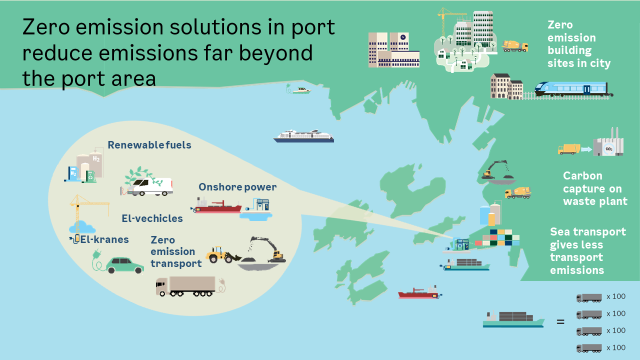 Zero emission solutions in port
reduce emissions far beyond
the port area
Zero
emission
building
sites in city
Renewable fuels
Onshore power
El-vechicles
El-kranes
Zero
emission
transport
Carbon
capture on
waste plant
Sea transport
gives less
transport
emissions
=
x 100
x 100
x 100
x 100